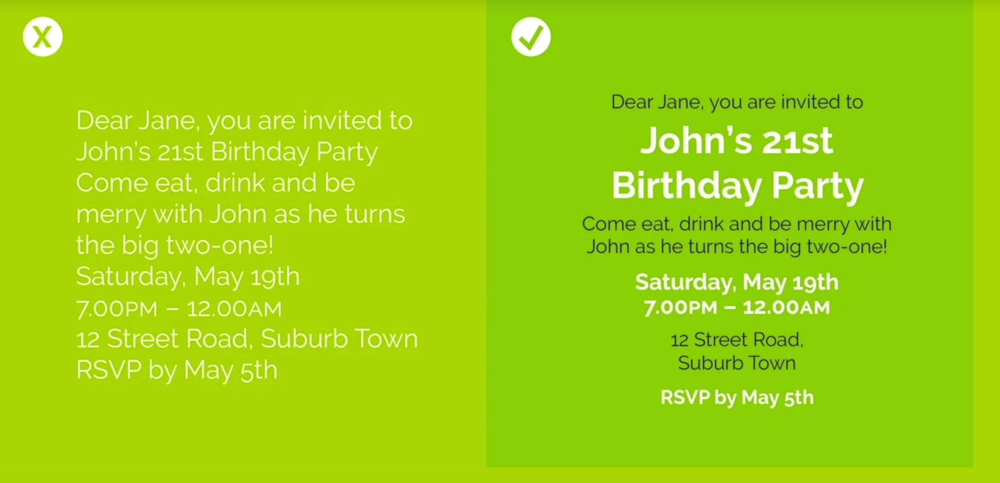 X
Dear Jane, you are invited to
John's 21st Birthday Party
Come eat, drink and be
merry with John as he turns
the big two-one!
Saturday, May 19th
7.00PM – 12.00AM
12 Street Road, Suburb Town
RSVP by May 5th
Dear Jane, you are invited to
John's 21st
Birthday Party
Come eat, drink and be merry with
John as he turns the big two-one!
Saturday, May 19th
7.00PM – 12.00AM
12 Street Road,
Suburb Town
RSVP by May 5th